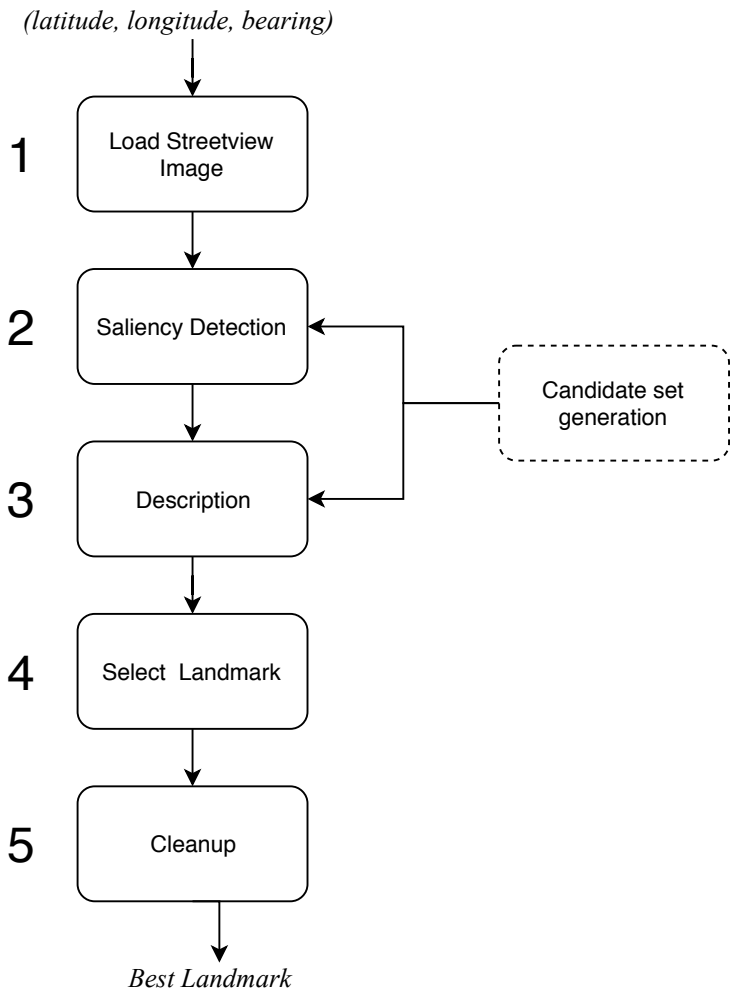 (latitude, longitude, bearing)
1
Load Streetview
Image
2
Saliency Detection
Candidate set
generation
3
Description
4
Select Landmark
5
Cleanup
Best Landmark